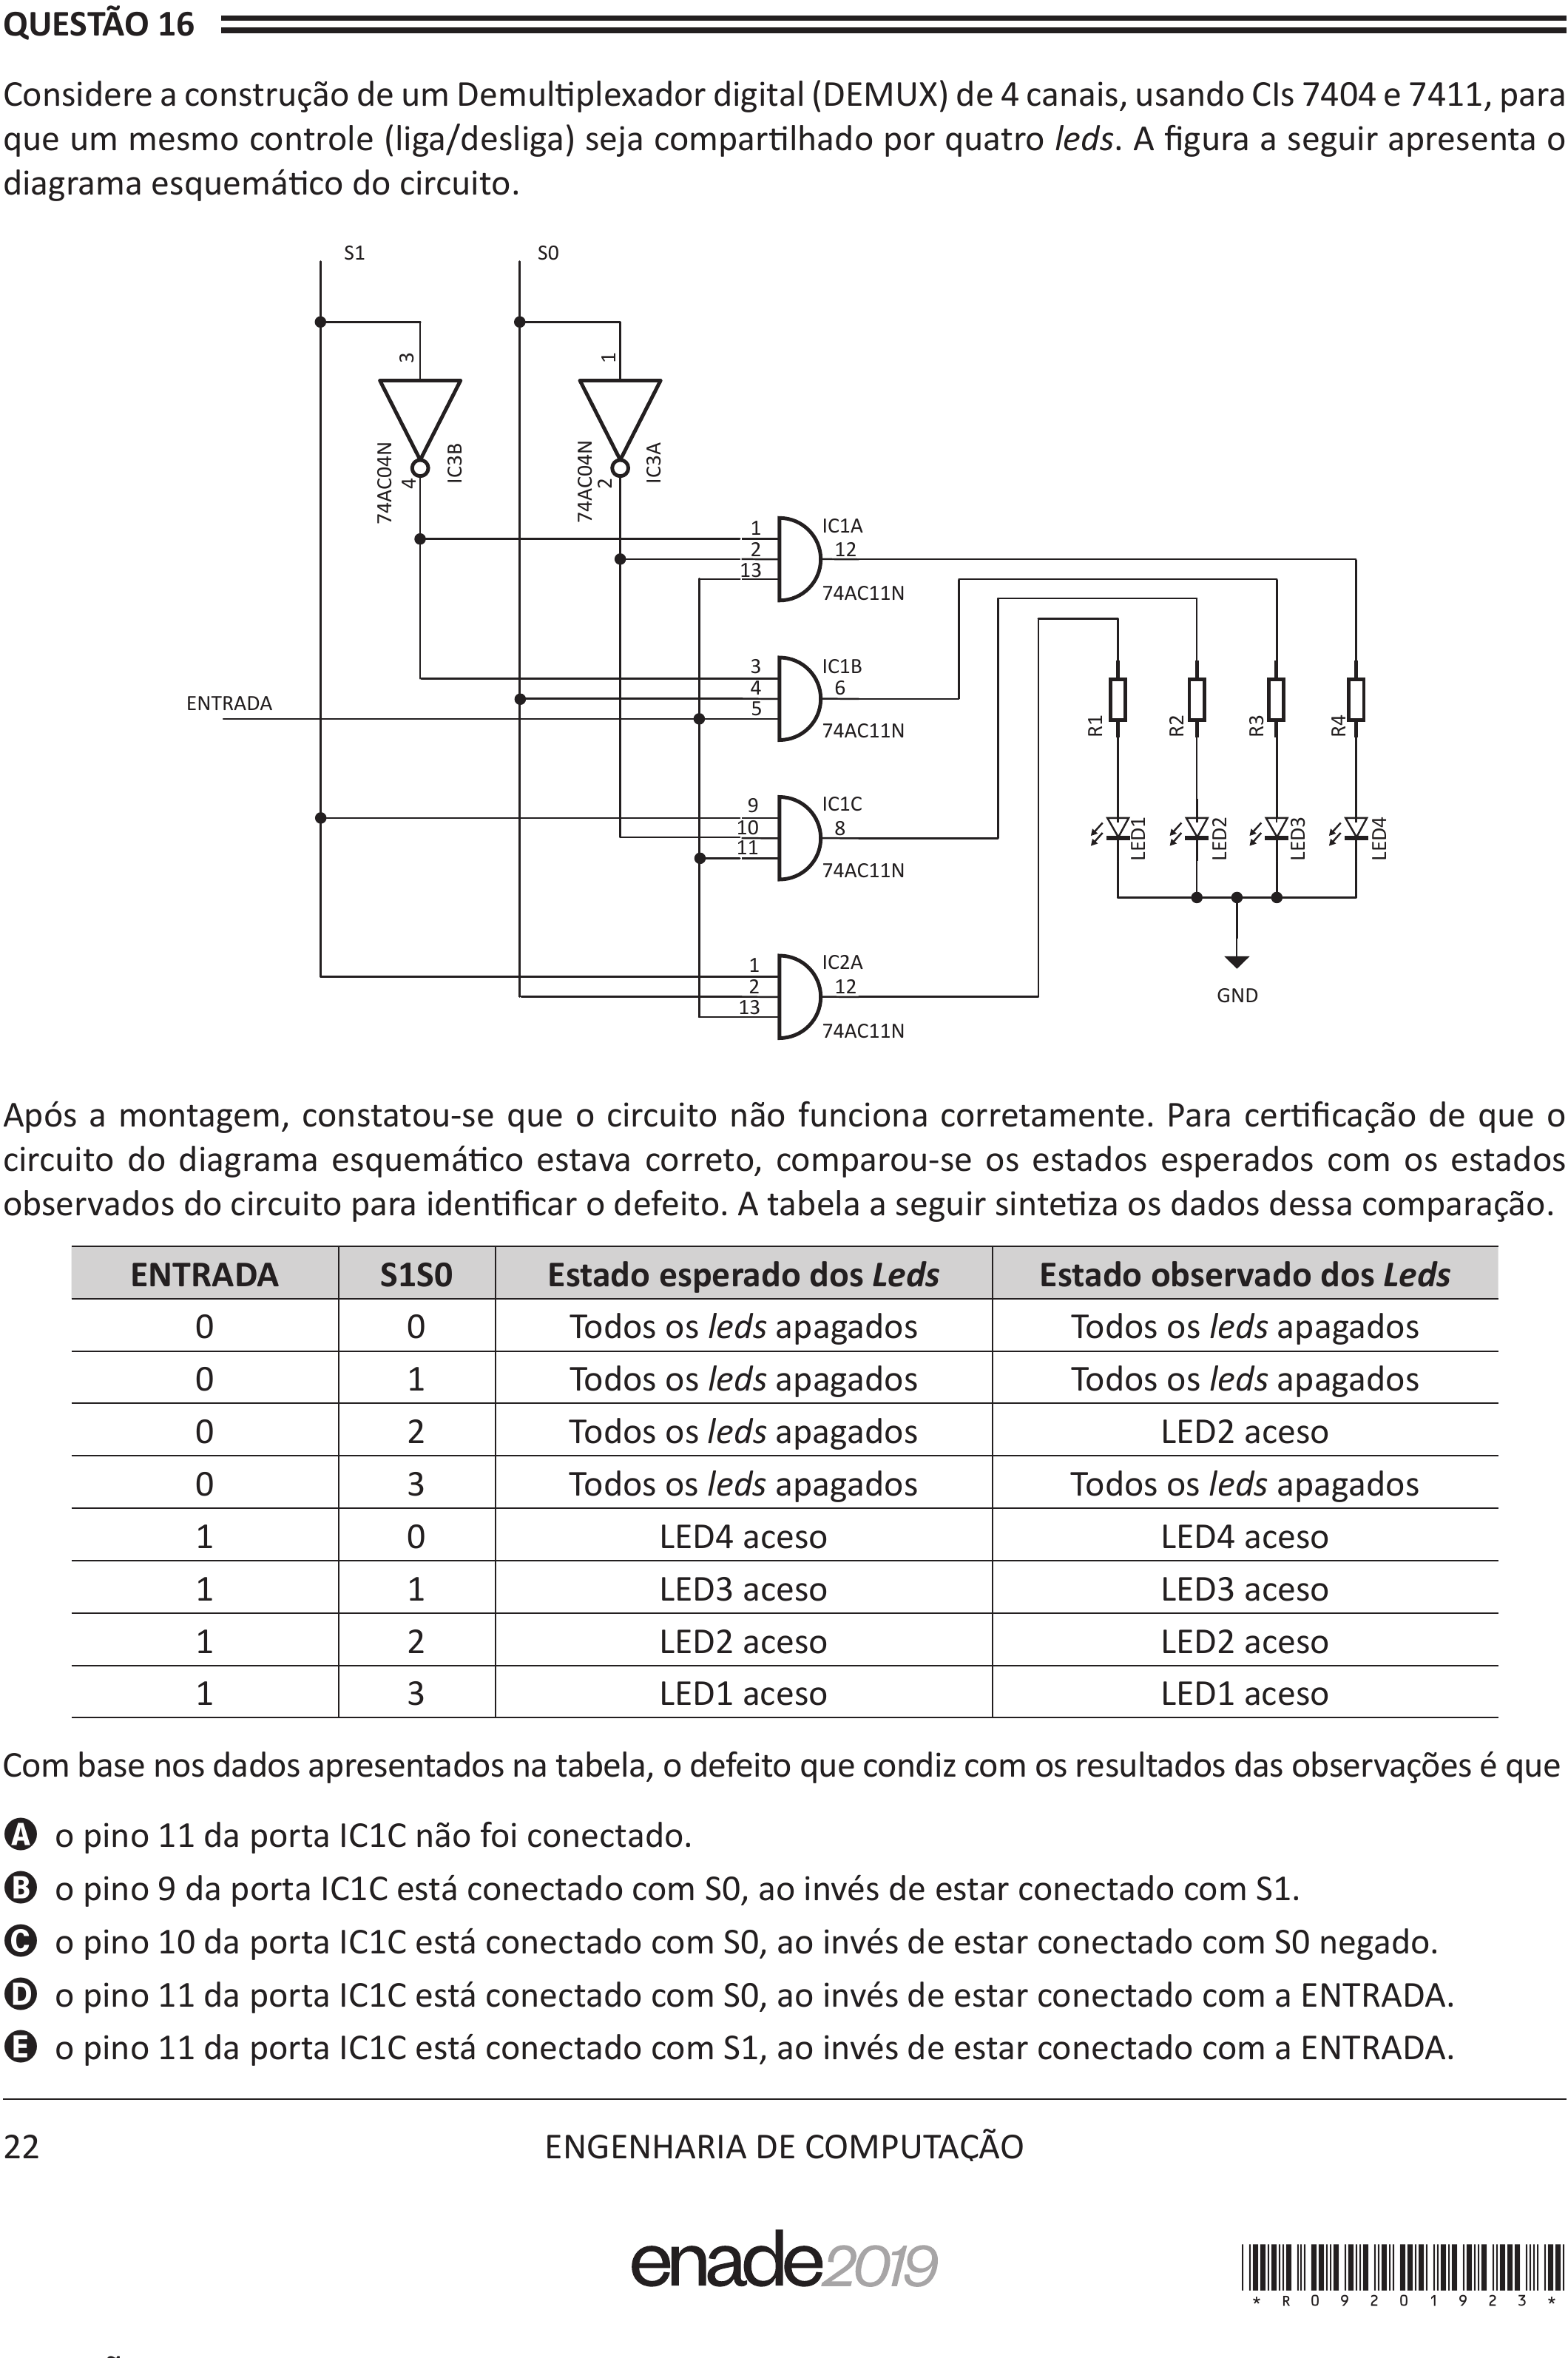 QUESTÃO 16
Considere a construção de um Demultiplexador digital (DEMUX) de 4 canais, usando CIs 7404 e 7411, para
que um mesmo controle (liga/desliga) seja compartilhado por quatro leds. A figura a seguir apresenta o
diagrama esquemático do circuito.
S1
S0
3
1
74AC04N
4
IC3B
74AC04N
2
IC3A
1
2
13
IC1A
12
74AC11N
3
4
5
IC1B
6
74AC11N
ENTRADA
9
10
11
IC1C
8
74AC11N
1
2
13
IC2A
12
74AC11N
R1
R2
R3
R4
LED1
LED2
LED3
LED4
GND
Após a montagem, constatou-se que o circuito não funciona corretamente. Para certificação de que o
circuito do diagrama esquemático estava correto, comparou-se os estados esperados com os estados
observados do circuito para identificar o defeito. A tabela a seguir sintetiza os dados dessa comparação.
ENTRADA S1S0 Estado esperado dos Leds Estado observado dos Leds
0 0 Todos os leds apagados Todos os leds apagados
0 1 Todos os leds apagados Todos os leds apagados
0 2 Todos os leds apagados LED2 aceso
0 3 Todos os leds apagados Todos os leds apagados
1 0 LED4 aceso LED4 aceso
1 1 LED3 aceso LED3 aceso
1 2 LED2 aceso LED2 aceso
1 3 LED1 aceso LED1 aceso
Com base nos dados apresentados na tabela, o defeito que condiz com os resultados das observações é que
A o pino 11 da porta IC1C não foi conectado.
B o pino 9 da porta IC1C está conectado com S0, ao invés de estar conectado com S1.
C o pino 10 da porta IC1C está conectado com S0, ao invés de estar conectado com S0 negado.
D o pino 11 da porta IC1C está conectado com S0, ao invés de estar conectado com a ENTRADA.
E o pino 11 da porta IC1C está conectado com S1, ao invés de estar conectado com a ENTRADA.
22
ENGENHARIA DE COMPUTAÇÃO
enade2019
*R09201923*